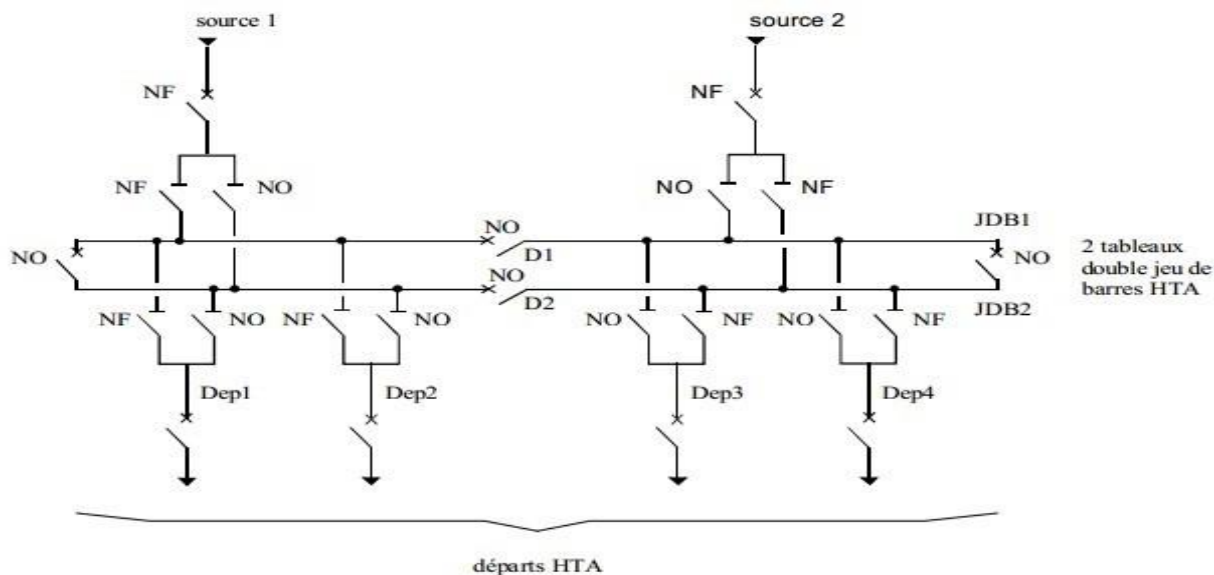 source 1
source 2
NF
NF
NF
NO
NO
NF
JDB1
NO
NO
D1
NO
2 tableaux
double jeu de
barres HTA
NO
D2
JDB2
NF
NO
NF
NO
NO
NF
NO
NF
Dep1
Dep2
Dep3
Dep4
départs HTA